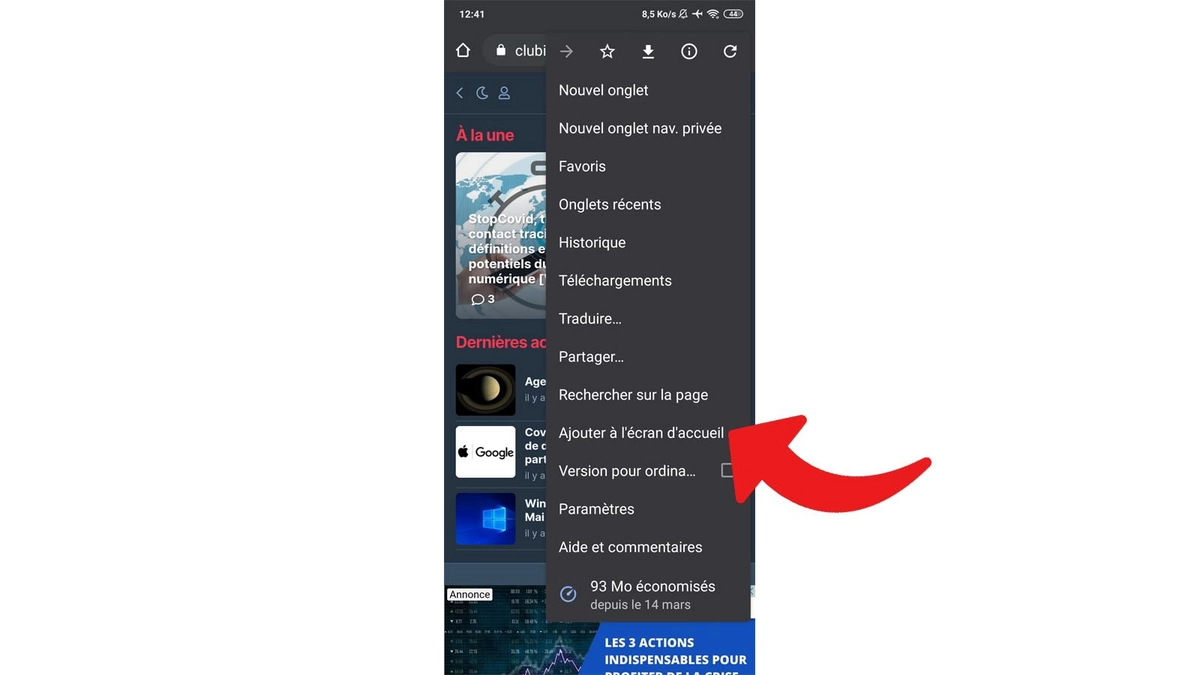 12:41
8,5 Ko/s
44
clubi
Nouvel onglet
Nouvel onglet nav. privée
Favoris
Onglets récents
Historique
Téléchargements
Traduire...
Partager...
Rechercher sur la page
Ajouter à l'écran d'accueil
Version pour ordina...
Paramètres
Aide et commentaires
93 Mo économisés
depuis le 14 mars
À la une
StopCovid, t
contact traci
définitions e
potentiels du
numérique [
3
Dernières ac
Age
il y a
Google
Cov
de d
part
il y a
Win
Mai
il y a
Annonce
LES 3 ACTIONS
INDISPENSABLES POUR
PROFITER DE LA CRISE